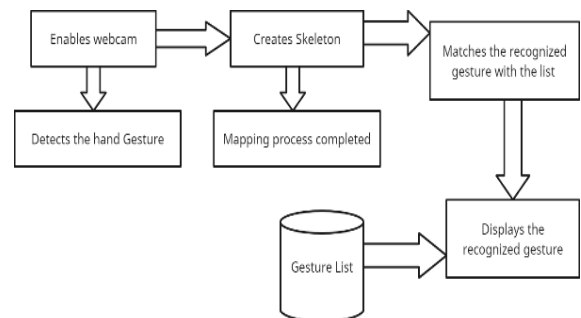 Enables webcam
Creates Skeleton
Matches the recognized
gesture with the list
Detects the hand Gesture
Mapping process completed
Displays the
recognized gesture
Gesture List